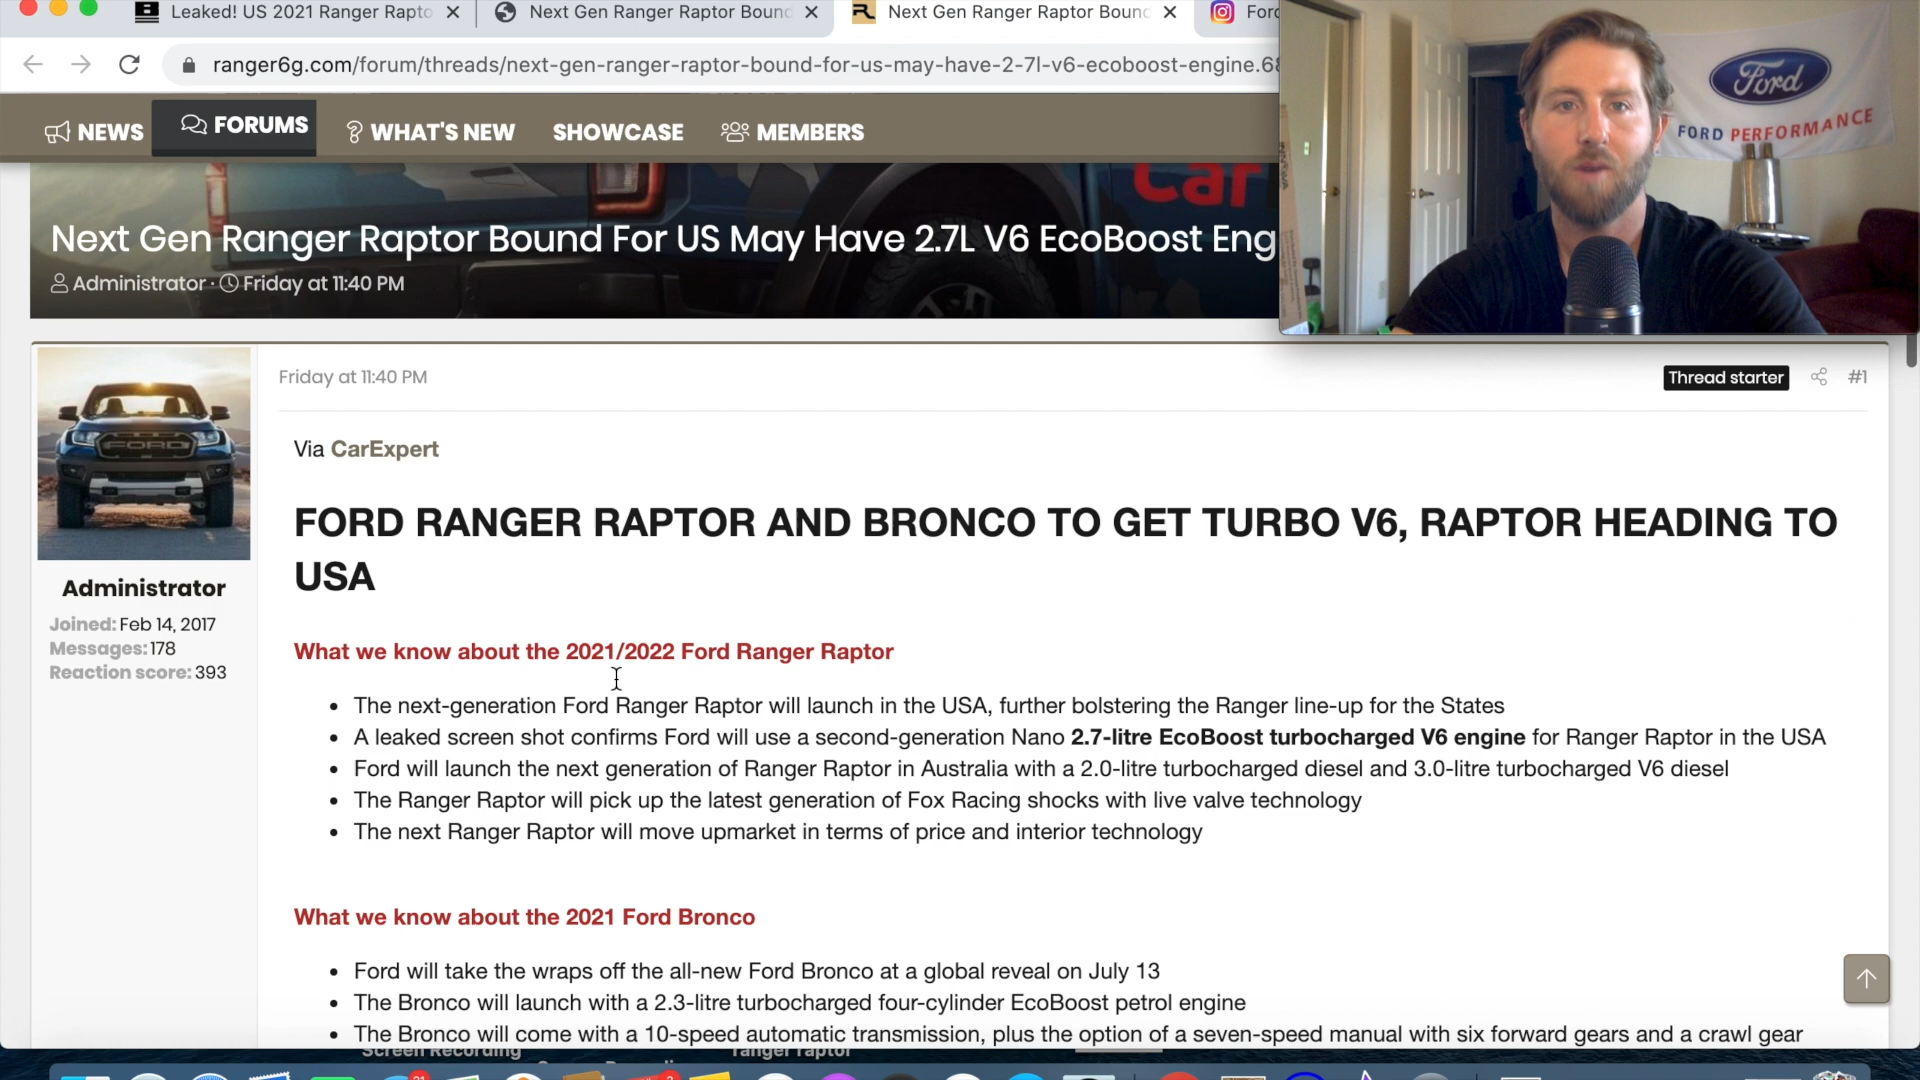 Leaked! US 2021 Ranger Rapto
Next Gen Ranger Raptor Bound
Next Gen Ranger Raptor Bound
Ford
ranger6g.com/forum/threads/next-gen-ranger-raptor-bound-for-us-may-have-2-7l-v6-ecoboost-engine.68
NEWS
FORUMS
WHAT'S NEW
SHOWCASE
MEMBERS
Ford
FORD PERFORMANCE
Car
Next Gen Ranger Raptor Bound For US May Have 2.7L V6 EcoBoost Eng
Administrator · Friday at 11:40 PM
Friday at 11:40 PM
Thread starter
#1
FORD
Via CarExpert
FORD RANGER RAPTOR AND BRONCO TO GET TURBO V6, RAPTOR HEADING TO
USA
Administrator
Joined: Feb 14, 2017
Messages: 178
Reaction score: 393
What we know about the 2021/2022 Ford Ranger Raptor
• The next-generation Ford Ranger Raptor will launch in the USA, further bolstering the Ranger line-up for the States
• A leaked screen shot confirms Ford will use a second-generation Nano 2.7-litre EcoBoost turbocharged V6 engine for Ranger Raptor in the USA
• Ford will launch the next generation of Ranger Raptor in Australia with a 2.0-litre turbocharged diesel and 3.0-litre turbocharged V6 diesel
• The Ranger Raptor will pick up the latest generation of Fox Racing shocks with live valve technology
• The next Ranger Raptor will move upmarket in terms of price and interior technology
What we know about the 2021 Ford Bronco
• Ford will take the wraps off the all-new Ford Bronco at a global reveal on July 13
• The Bronco will launch with a 2.3-litre turbocharged four-cylinder EcoBoost petrol engine
• The Bronco will come with a 10-speed automatic transmission, plus the option of a seven-speed manual with six forward gears and a crawl gear
Screen Recording
ranger raptor